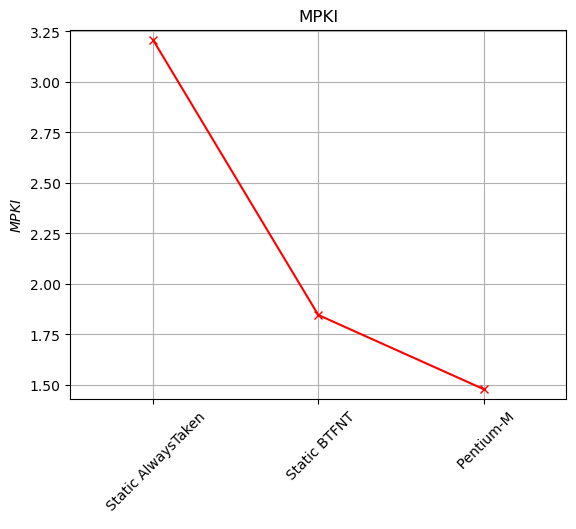 MPKI
MPKI
3.25
3.00
2.75
2.50
2.25
2.00
1.75
1.50
Static AlwaysTaken
Static BTFNT
Pentium-M